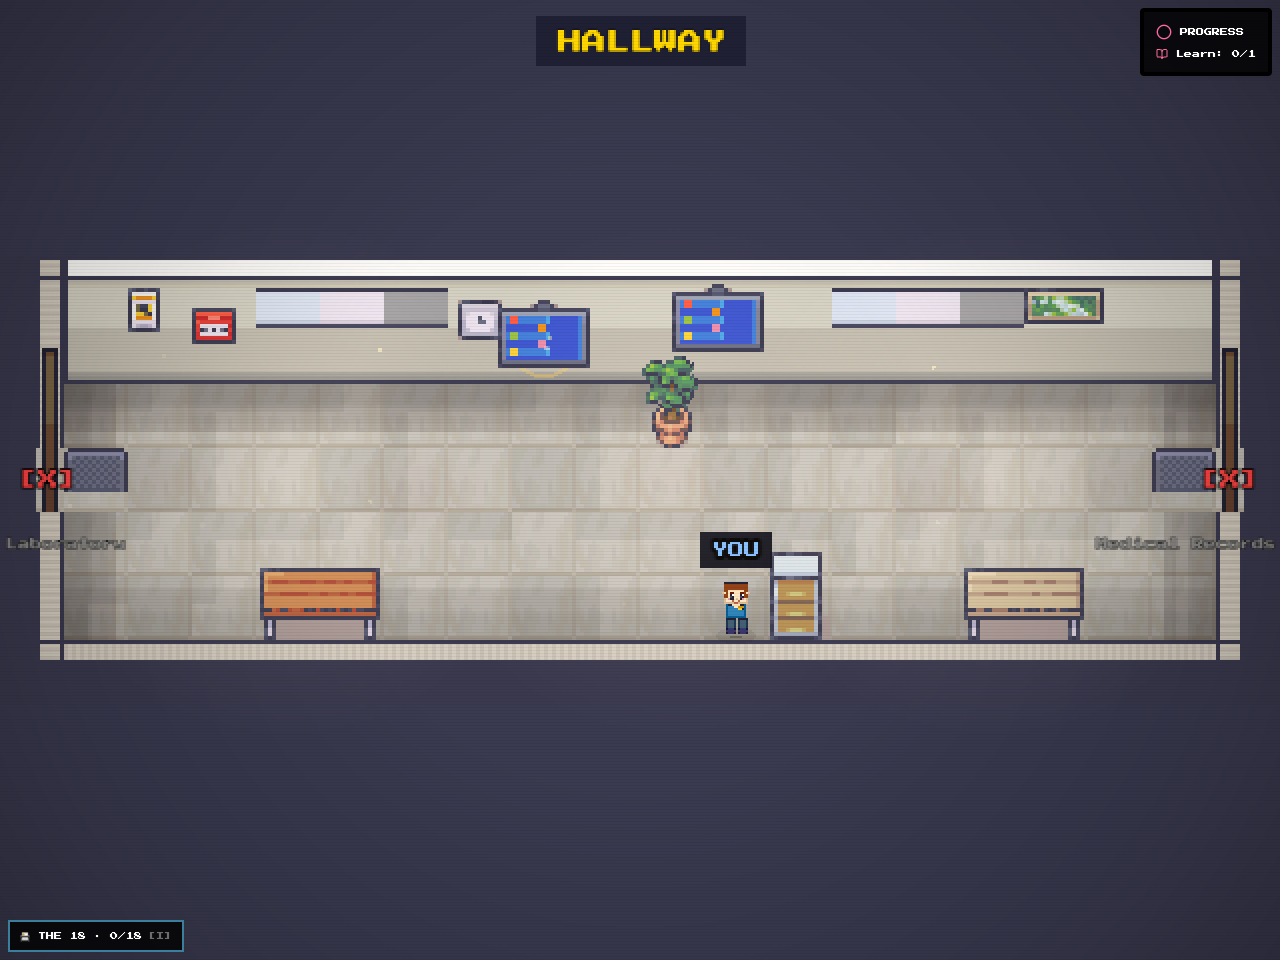 HALLWAY
PROGRESS
Learn: 0/1
[X]
[X]
Laboratory
Medical Records
YOU
THE 18 · 0/18 [I]